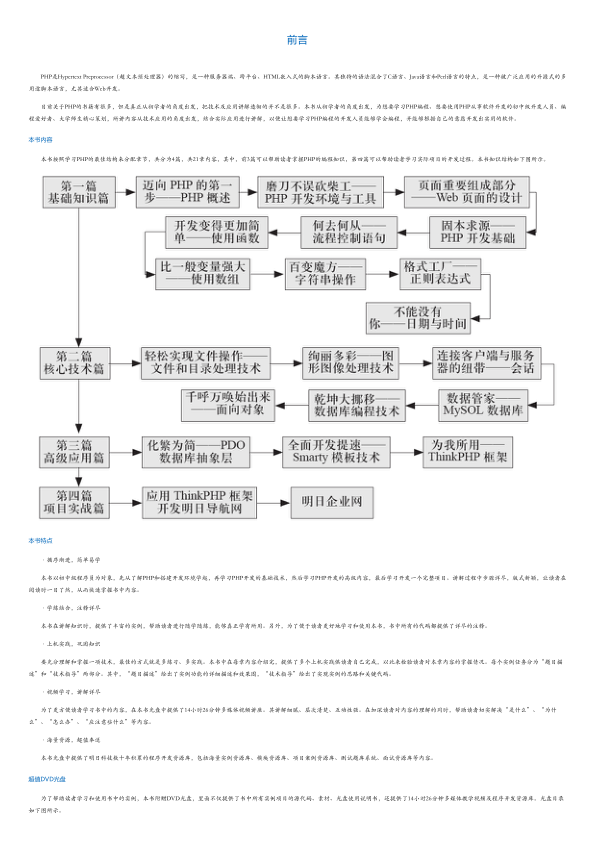 前言
PHP是Hypertext Preprocessor（超文本预处理器）的缩写，是一种服务器端、跨平台、HTML嵌入式的脚本语言，其独特的语法混合了C语言、Java语言和Perl语言的特点，是一种被广泛应用的开源式的多
用途脚本语言，尤其适合Web开发。
目前关于PHP的书籍有很多，但是真正从初学者的角度出发，把技术及应用讲解透彻的并不是很多。本书从初学者的角度出发，为想要学习PHP编程、想要使用PHP从事软件开发的初中级开发人员、编
程爱好者、大学师生精心策划，所讲内容从技术应用的角度出发，结合实际应用进行讲解，以便让想要学习PHP编程的开发人员能够学会编程，并能够根据自己的意愿开发出实用的软件。
本书内容
本书按照学习PHP的最佳结构来分配章节，共分为4篇，共21章内容。其中，前3篇可以帮助读者掌握PHP的编程知识，第四篇可以帮助读者学习实际项目的开发过程。本书知识结构如下图所示。
第一篇
基础知识篇
迈向 PHP 的第一
步——PHP 概述
磨刀不误砍柴工——
PHP 开发环境与工具
页面重要组成部分
——Web 页面的设计
开发变得更加简
单——使用函数
何去何从——
流程控制语句
固本求源——
PHP 开发基础
比一般变量强大
——使用数组
百变魔方——
字符串操作
格式工厂——
正则表达式
不能没有
你——日期与时间
第二篇
核心技术篇
轻松实现文件操作——
文件和目录处理技术
绚丽多彩——图
形图像处理技术
连接客户端与服务
器的纽带——会话
千呼万唤始出来
——面向对象
乾坤大挪移——
数据库编程技术
数据管家——
MySOL 数据库
第三篇
高级应用篇
化繁为简——PDO
数据库抽象层
全面开发提速——
Smarty 模板技术
为我所用——
ThinkPHP 框架
第四篇
项目实战篇
应用 ThinkPHP 框架
开发明日导航网
明日企业网
本书特点
· 循序渐进，简单易学
本书以初中级程序员为对象，先从了解PHP和搭建开发环境学起，再学习PHP开发的基础技术，然后学习PHP开发的高级内容，最后学习开发一个完整项目。讲解过程中步骤详尽，版式新颖，让读者在
阅读时一目了然，从而快速掌握书中内容。
· 学练结合，注释详尽
本书在讲解知识时，提供了丰富的实例，帮助读者进行随学随练，能够真正学有所用。另外，为了便于读者更好地学习和使用本书，书中所有的代码都提供了详尽的注释。
· 上机实践，巩固知识
要充分理解和掌握一项技术，最佳的方式就是多练习、多实践。本书中在每章内容介绍完，提供了多个上机实践供读者自己完成，以此来检验读者对本章内容的掌握情况。每个实例任务分为“题目描
述”和“技术指导”两部分，其中，“题目描述”给出了实例功能的详细描述和效果图，“技术指导”给出了实现实例的思路和关键代码。
· 视频学习，讲解详尽
为了更方便读者学习书中的内容，在本书光盘中提供了14小时26分钟多媒体视频讲座。其讲解细腻、层次清楚、互动性强，在加深读者对内容的理解的同时，帮助读者切实解决“是什么”、“为什
么”、“怎么办”、“应注意些什么”等内容。
· 海量资源，超值奉送
本书光盘中提供了明日科技数十年积累的程序开发资源库，包括海量实例资源库、模块资源库、项目案例资源库、测试题库系统、面试资源库等内容。
超值DVD光盘
为了帮助读者学习和使用书中的实例，本书附赠DVD光盘，里面不仅提供了书中所有实例项目的源代码、素材、光盘使用说明书，还提供了14小时26分钟多媒体教学视频及程序开发资源库。光盘目录
如下图所示。